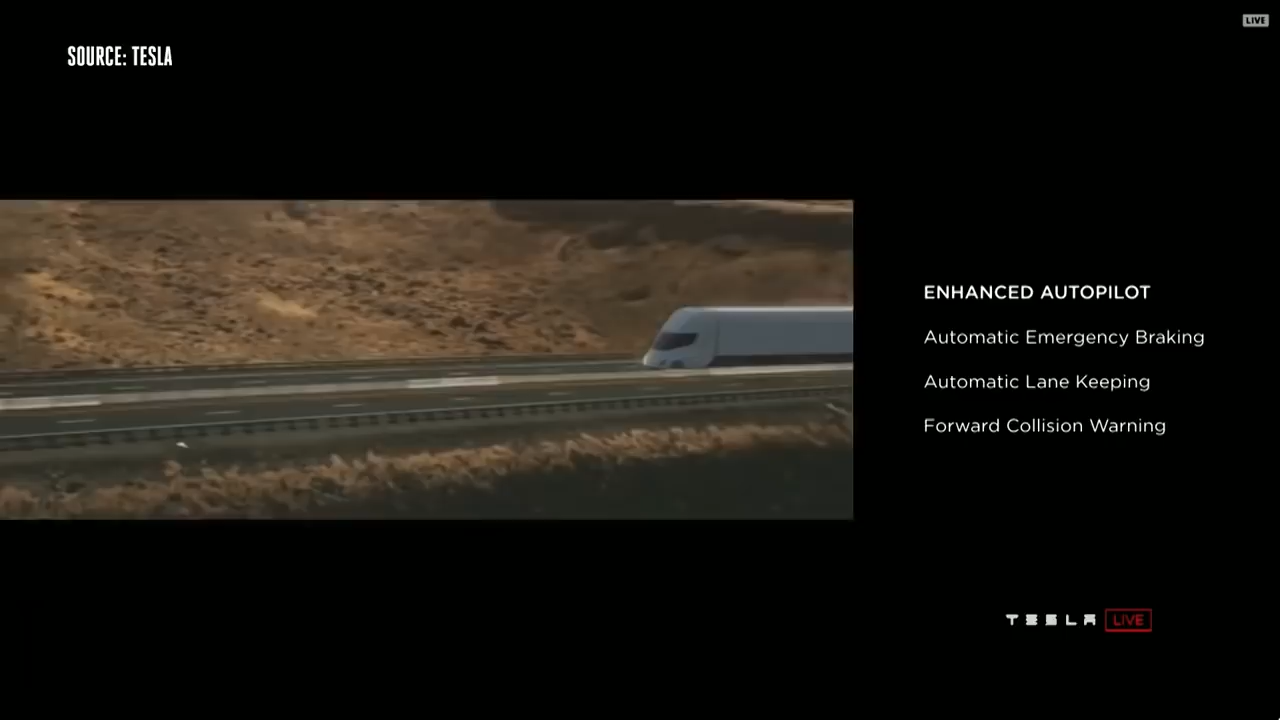 LIVE
SOURCE: TESLA
ENHANCED AUTOPILOT
Automatic Emergency Braking
Automatic Lane Keeping
Forward Collision Warning
TESLA LIVE